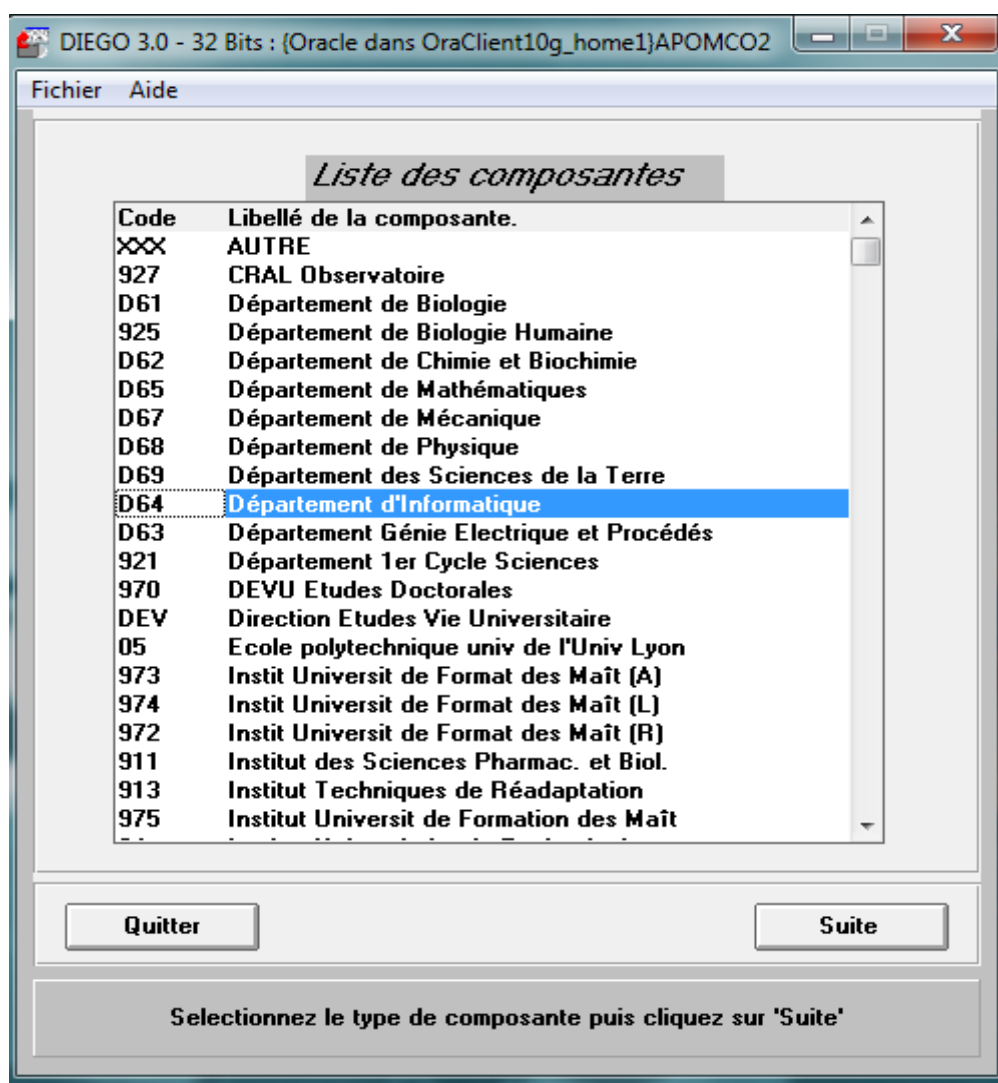 DIEGO 3.0 - 32 Bits : {Oracle dans OraClient10g_home1}APOMCO2
Fichier Aide
Liste des composantes
Code Libellé de la composante.
XXX AUTRE
927 CRAL Observatoire
D61 Département de Biologie
925 Département de Biologie Humaine
D62 Département de Chimie et Biochimie
D65 Département de Mathématiques
D67 Département de Mécanique
D68 Département de Physique
D69 Département des Sciences de la Terre
D64 Département d'Informatique
D63 Département Génie Electrique et Procédés
921 Département 1er Cycle Sciences
970 DEVU Etudes Doctorales
DEV Direction Etudes Vie Universitaire
05 Ecole polytechnique univ de l'Univ Lyon
973 Instit Universit de Format des Maît (A)
974 Instit Universit de Format des Maît (L)
972 Instit Universit de Format des Maît (R)
911 Institut des Sciences Pharmac. et Biol.
913 Institut Techniques de Réadaptation
975 Institut Universit de Formation des Maît
Quitter Suite
Selectionnez le type de composante puis cliquez sur 'Suite'